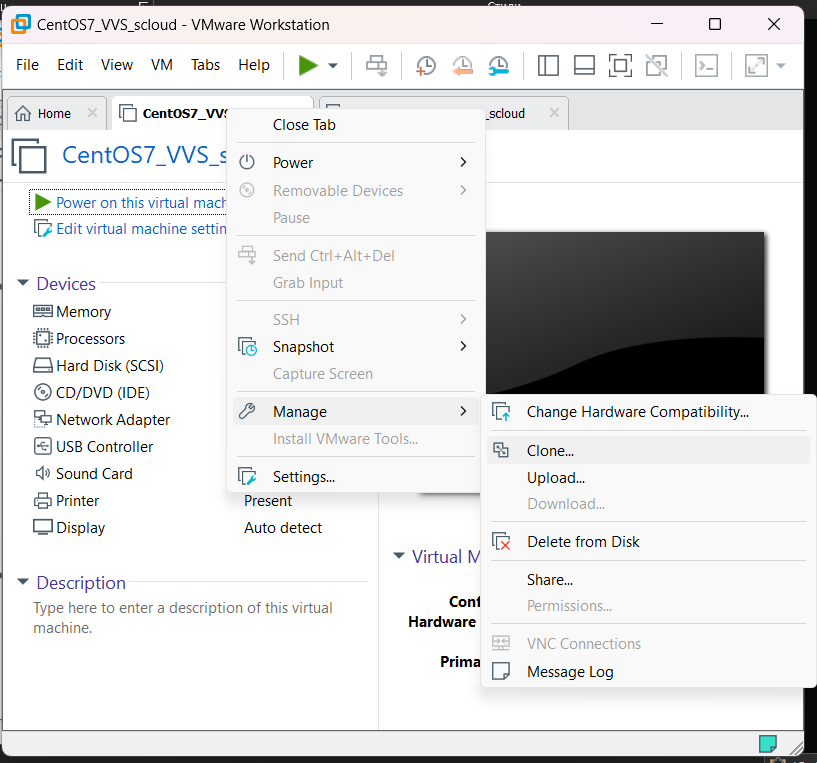 CentOS7_VVS_scloud - VMware Workstation
File Edit View VM Tabs Help
Home
CentOS7_VVS
_scloud
CentOS7_VVS_s
Power on this virtual mach
Edit virtual machine settin
Devices
Memory
Processors
Hard Disk (SCSI)
CD/DVD (IDE)
Network Adapter
USB Controller
Sound Card
Printer Present
Display Auto detect
Description
Type here to enter a description of this virtual
machine.
Close Tab
Power
Removable Devices
Pause
Send Ctrl+Alt+Del
Grab Input
SSH
Snapshot
Capture Screen
Manage
Install VMware Tools...
Settings...
Change Hardware Compatibility...
Clone...
Upload...
Download...
Delete from Disk
Share...
Permissions...
VNC Connections
Message Log
Virtual M
Conf
Hardware
Prima